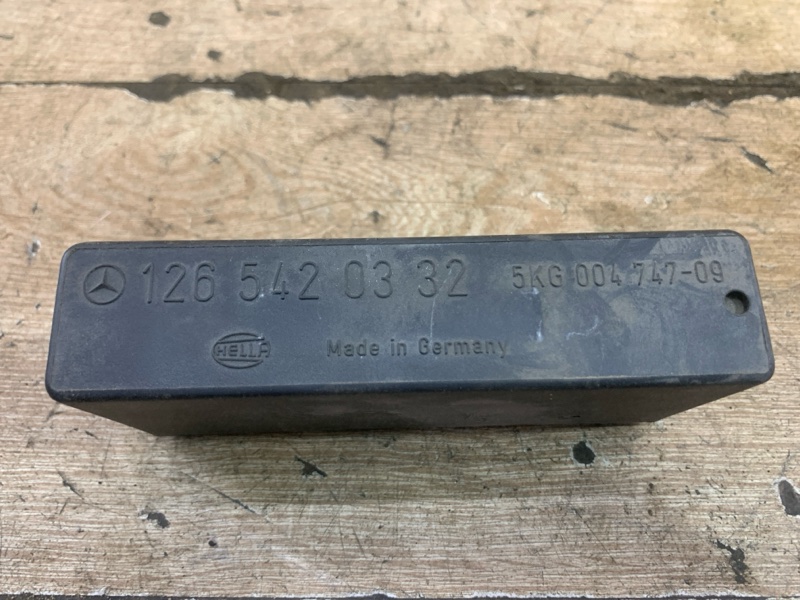 126 542 03 32 5KG 004 747-09
HELLA Made in Germany